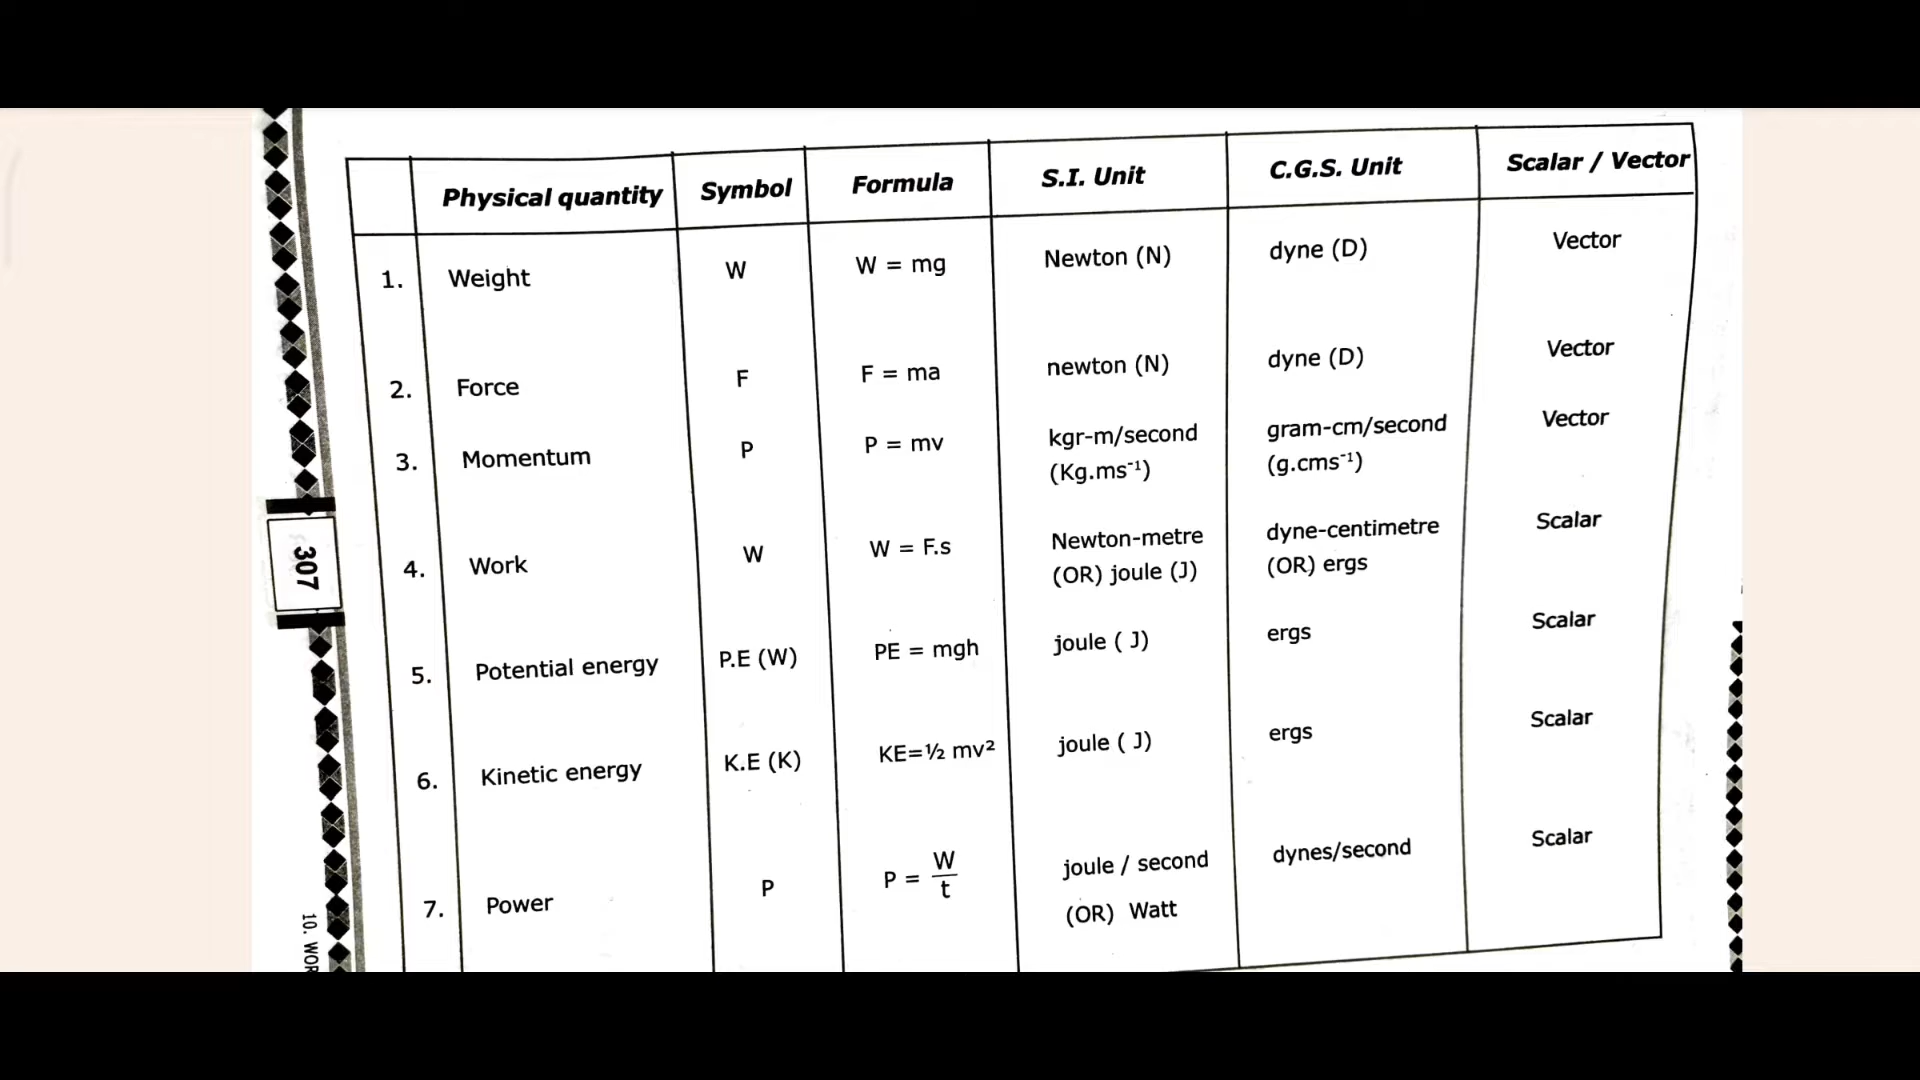 Physical quantity Symbol Formula S.I. Unit C.G.S. Unit Scalar / Vector
1. Weight W W = mg Newton (N) dyne (D) Vector
2. Force F F = ma newton (N) dyne (D) Vector
3. Momentum P P = mv kgr-m/second gram-cm/second Vector
(Kg.ms⁻¹) (g.cms⁻¹)
4. Work W W = F.s Newton-metre dyne-centimetre Scalar
(OR) joule (J) (OR) ergs
5. Potential energy P.E (W) PE = mgh joule ( J) ergs Scalar
6. Kinetic energy K.E (K) KE=½ mv² joule ( J) ergs Scalar
7. Power P P = W/t joule / second dynes/second Scalar
(OR) Watt
307
10.